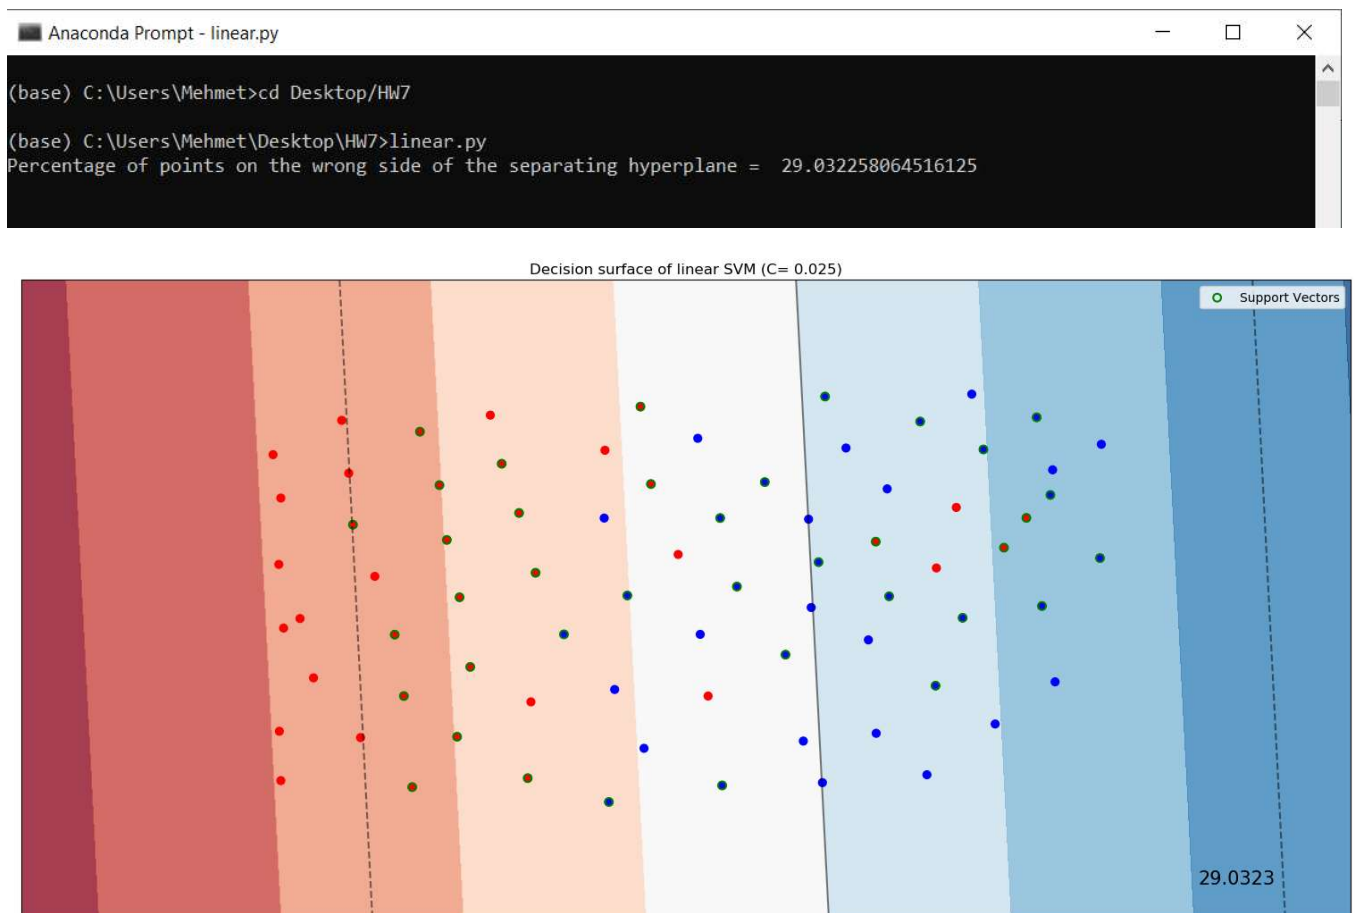 Anaconda Prompt - linear.py
(base) C:\Users\Mehmet>cd Desktop/HW7
(base) C:\Users\Mehmet\Desktop\HW7>linear.py
Percentage of points on the wrong side of the separating hyperplane =  29.032258064516125
Decision surface of linear SVM (C= 0.025)
Support Vectors
29.0323